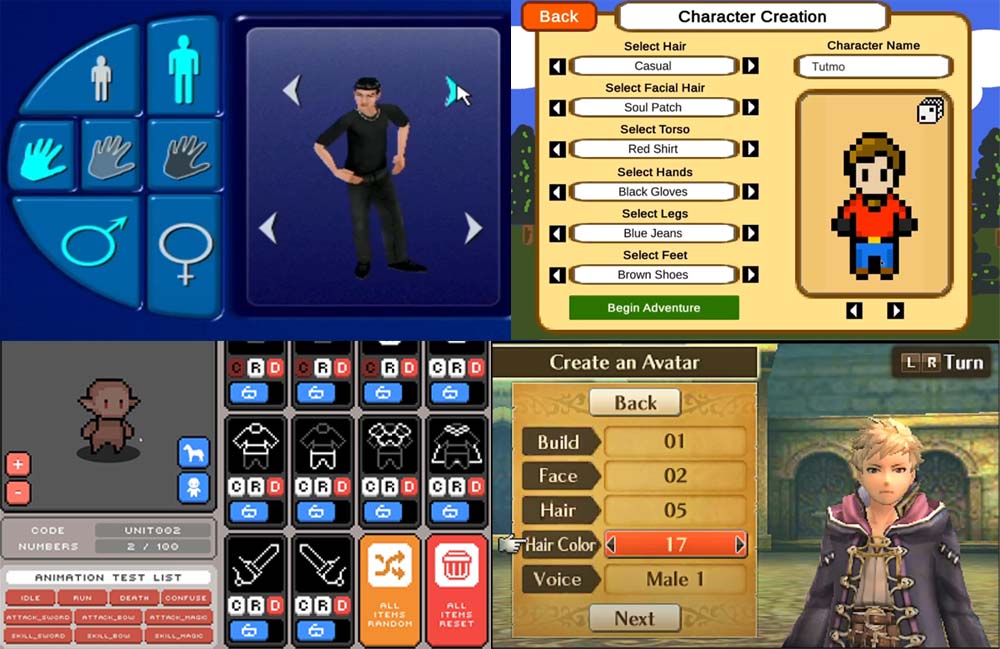 Back
Character Creation
Select Hair
Casual
Select Facial Hair
Soul Patch
Select Torso
Red Shirt
Select Hands
Black Gloves
Select Legs
Blue Jeans
Select Feet
Brown Shoes
Begin Adventure
Character Name
Tutmo
CODE UNIT002
NUMBERS 2 / 100
ANIMATION TEST LIST
IDLE RUN DEATH CONFUSE
ATTACK_SWORD ATTACK_BOW ATTACK_MAGIC
SKILL_SWORD SKILL_BOW SKILL_MAGIC
C R D C R D C R D C R D
C R D C R D C R D C R D
C R D C R D
ALL
ITEMS
RANDOM
ALL
ITEMS
RESET
Create an Avatar
L R Turn
Back
Build 01
Face 02
Hair 05
Hair Color 17
Voice Male 1
Next